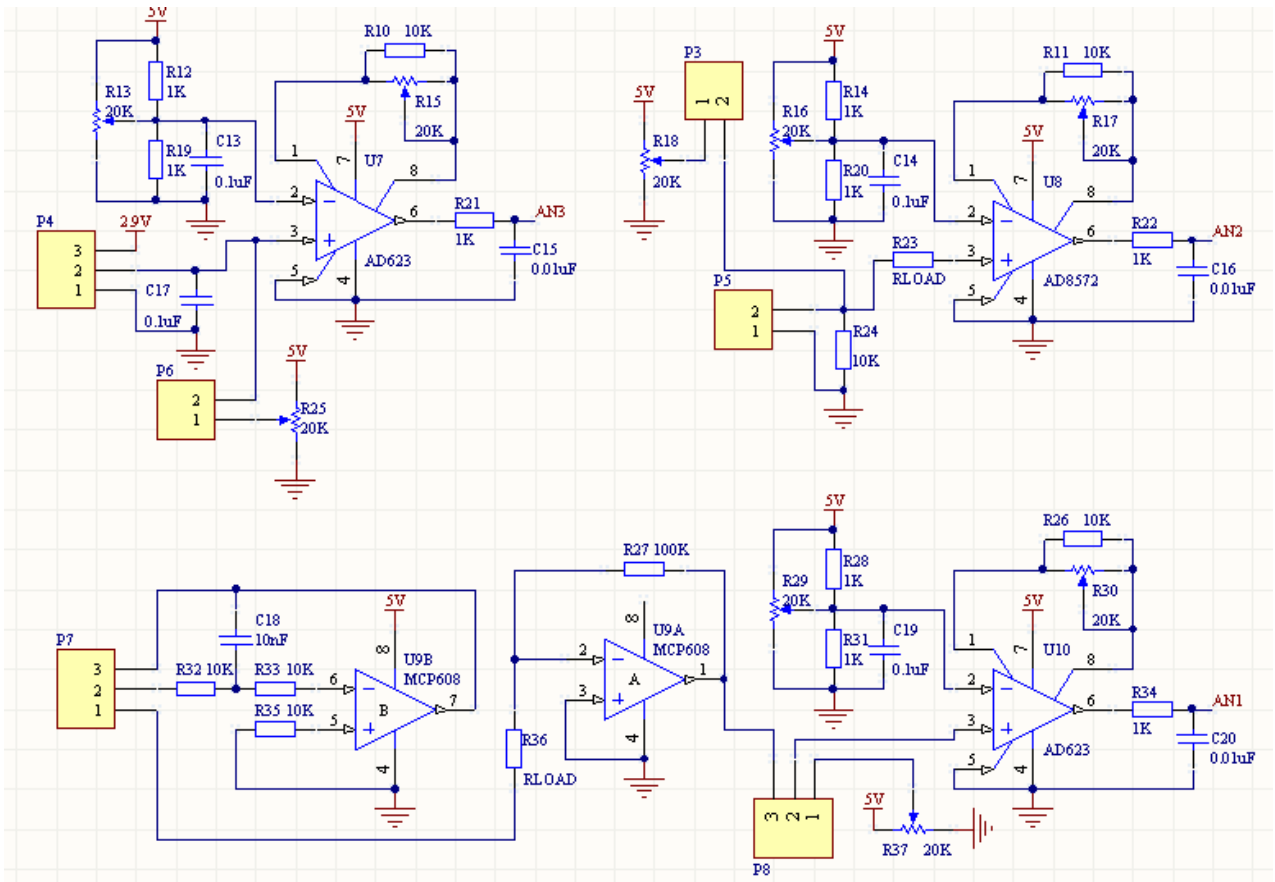 5V
R10 10K
R12
1K
R13
20K
R15
20K
5V
R19
1K
C13
0.1uF
1
7
U7
8
2
3
6
5
4
AD623
R21
1K
AN3
C15
0.01uF
P4
3
2
1
29V
C17
0.1uF
P6
2
1
5V
R25
20K
P3
1
2
5V
R18
20K
5V
R14
1K
R16
20K
R20
1K
C14
0.1uF
R11 10K
R17
20K
5V
1
7
U8
8
2
3
6
5
4
AD8572
R22
1K
AN2
C16
0.01uF
R23
RLOAD
P5
2
1
R24
10K
P7
3
2
1
C18
10nF
R32 10K
R33 10K
R35 10K
5V
8
U9B
MCP608
6
5
B
7
4
R27 100K
R36
RLOAD
8
U9A
MCP608
2
3
A
1
4
5V
R28
1K
R29
20K
R31
1K
C19
0.1uF
R26 10K
R30
20K
5V
1
7
U10
8
2
3
6
5
4
AD623
R34
1K
AN1
C20
0.01uF
3 2 1
P8
5V
R37 20K